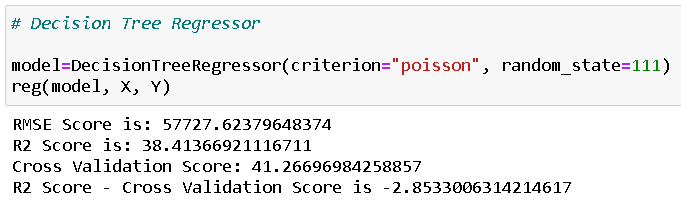 # Decision Tree Regressor
model=DecisionTreeRegressor(criterion="poisson", random_state=111)
reg(model, X, Y)
RMSE Score is: 57727.62379648374
R2 Score is: 38.41366921116711
Cross Validation Score: 41.26696984258857
R2 Score - Cross Validation Score is -2.8533006314214617